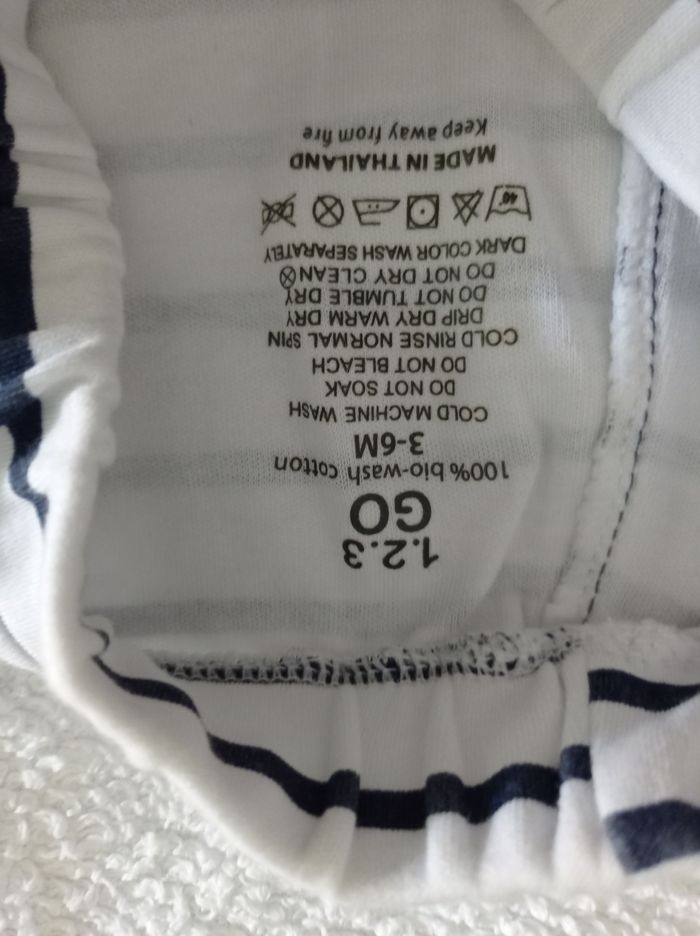 1.2.3
GO
100% bio-wash cotton
3-6M
COLD MACHINE WASH
DO NOT SOAK
DO NOT BLEACH
COLD RINSE NORMAL SPIN
DRIP DRY WARM DRY
DO NOT TUMBLE DRY
DO NOT DRY CLEAN
DARK COLOR WASH SEPARATELY
40
MADE IN THAILAND
Keep away from fire